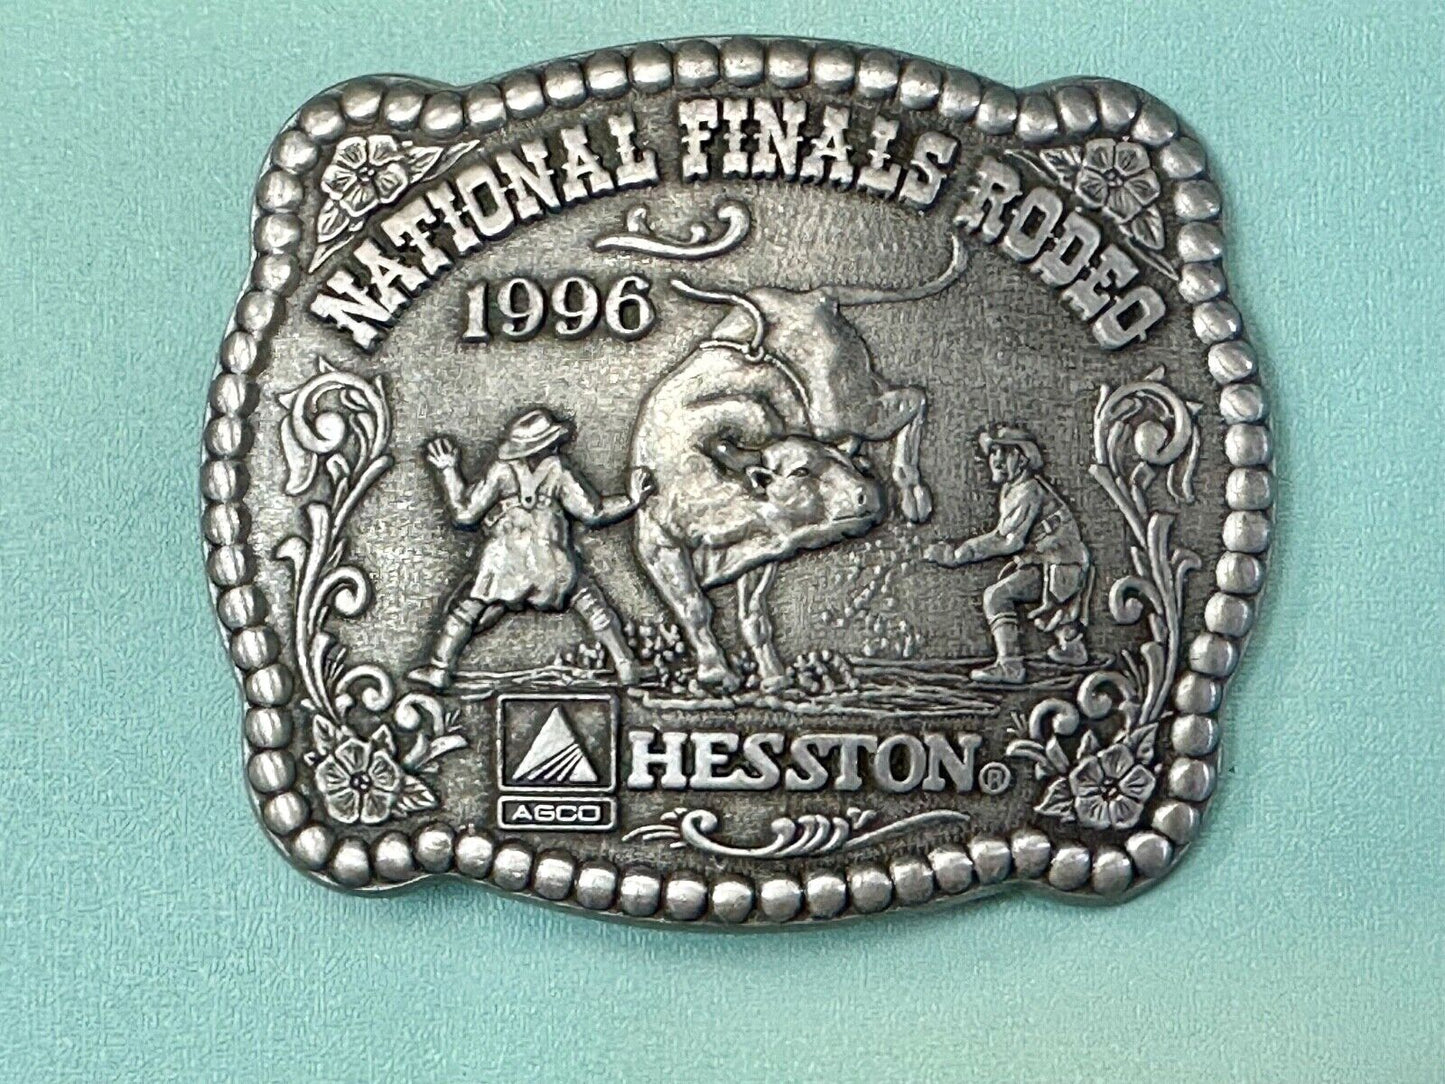 NATIONAL FINALS RODEO
1996
HESSTON®
AGCO